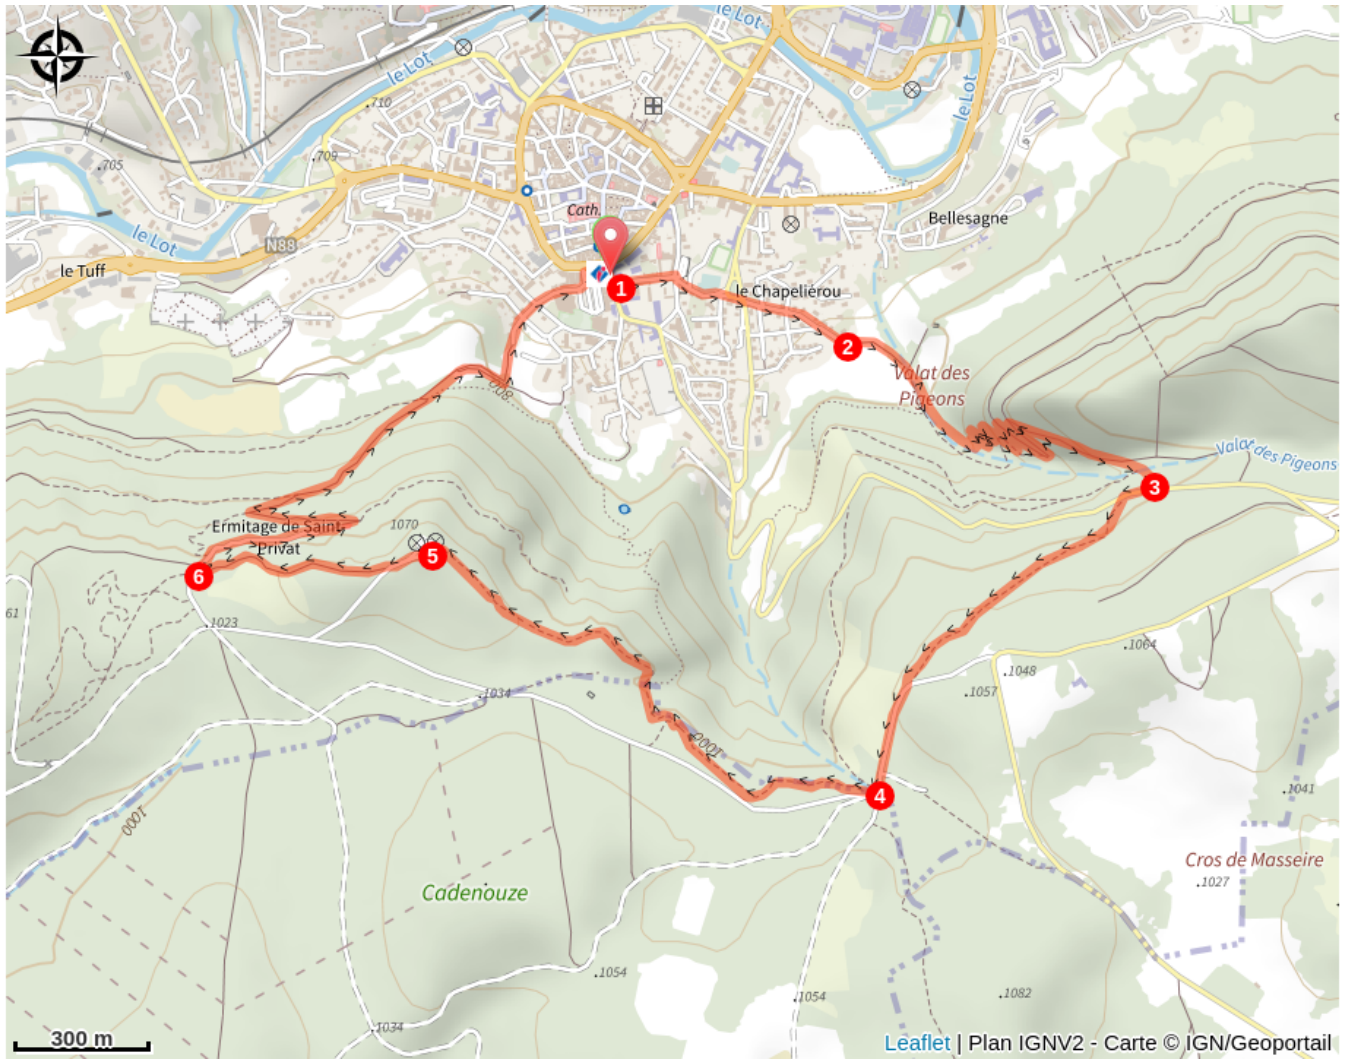 le Lot
le Lot
le Lot
.710
.709
.705
Cath.
Bellesagne
le Lot
N88
le Tuff
1
le Chapeliérou
2
Valat des
Pigeons
800
Valat des Pigeons
3
Ermitage de Saint-
Privat
1070
5
6
61
.1023
.1064
.1048
.1057
.1034
1000
4
.1041
1000
Cros de Masseire
.1027
Cadenouze
.1054
.1054
.1082
.1034
300 m
Leaflet | Plan IGNV2 - Carte © IGN/Geoportail